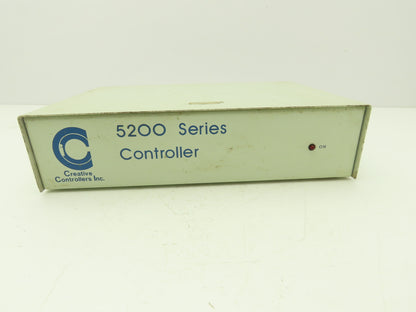 5200 Series
Controller
Creative
Controllers Inc.
ON